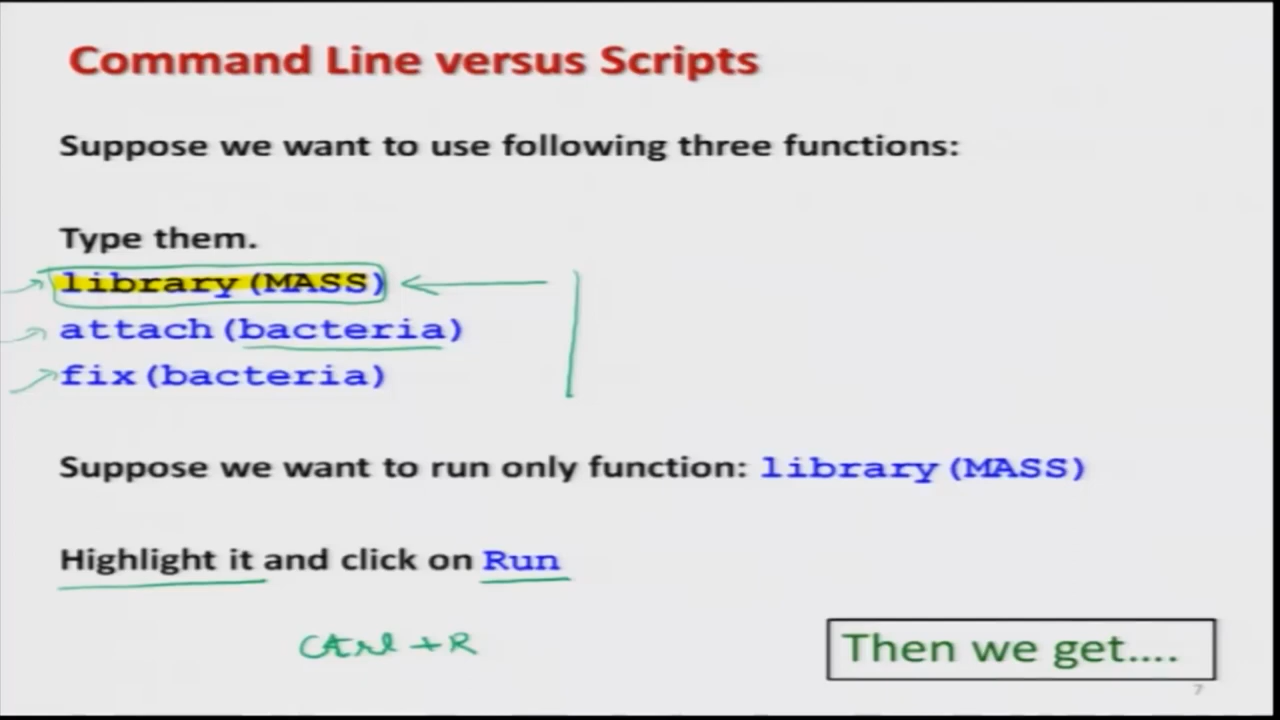 Command Line versus Scripts
Suppose we want to use following three functions:
Type them.
library(MASS)
attach(bacteria)
fix(bacteria)
Suppose we want to run only function: library(MASS)
Highlight it and click on Run
Ctrl + R
Then we get....
7